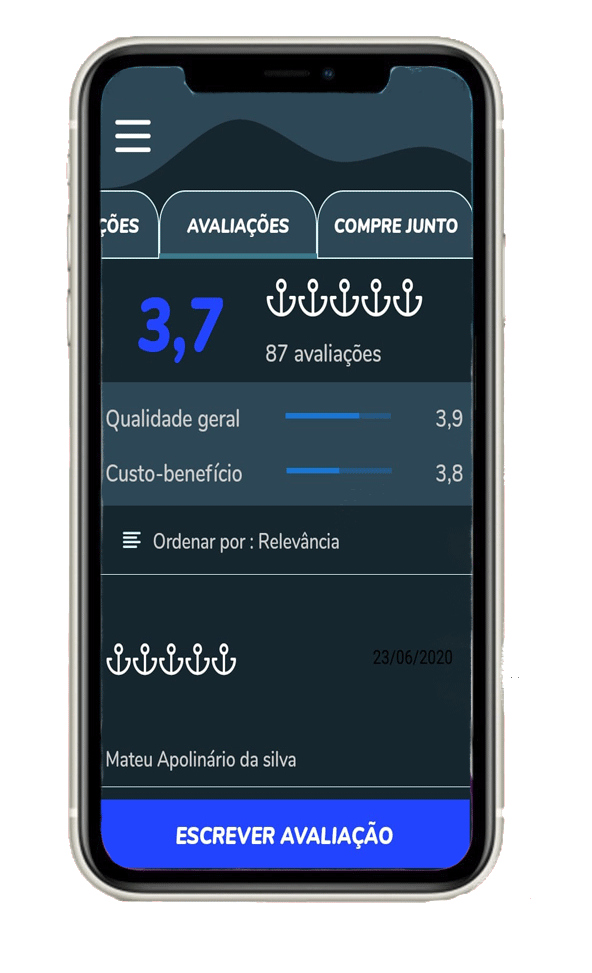 ÇÕES AVALIAÇÕES COMPRE JUNTO
3,7
87 avaliações
Qualidade geral 3,9
Custo-benefício 3,8
Ordenar por : Relevância
23/06/2020
Mateu Apolinário da silva
ESCREVER AVALIAÇÃO